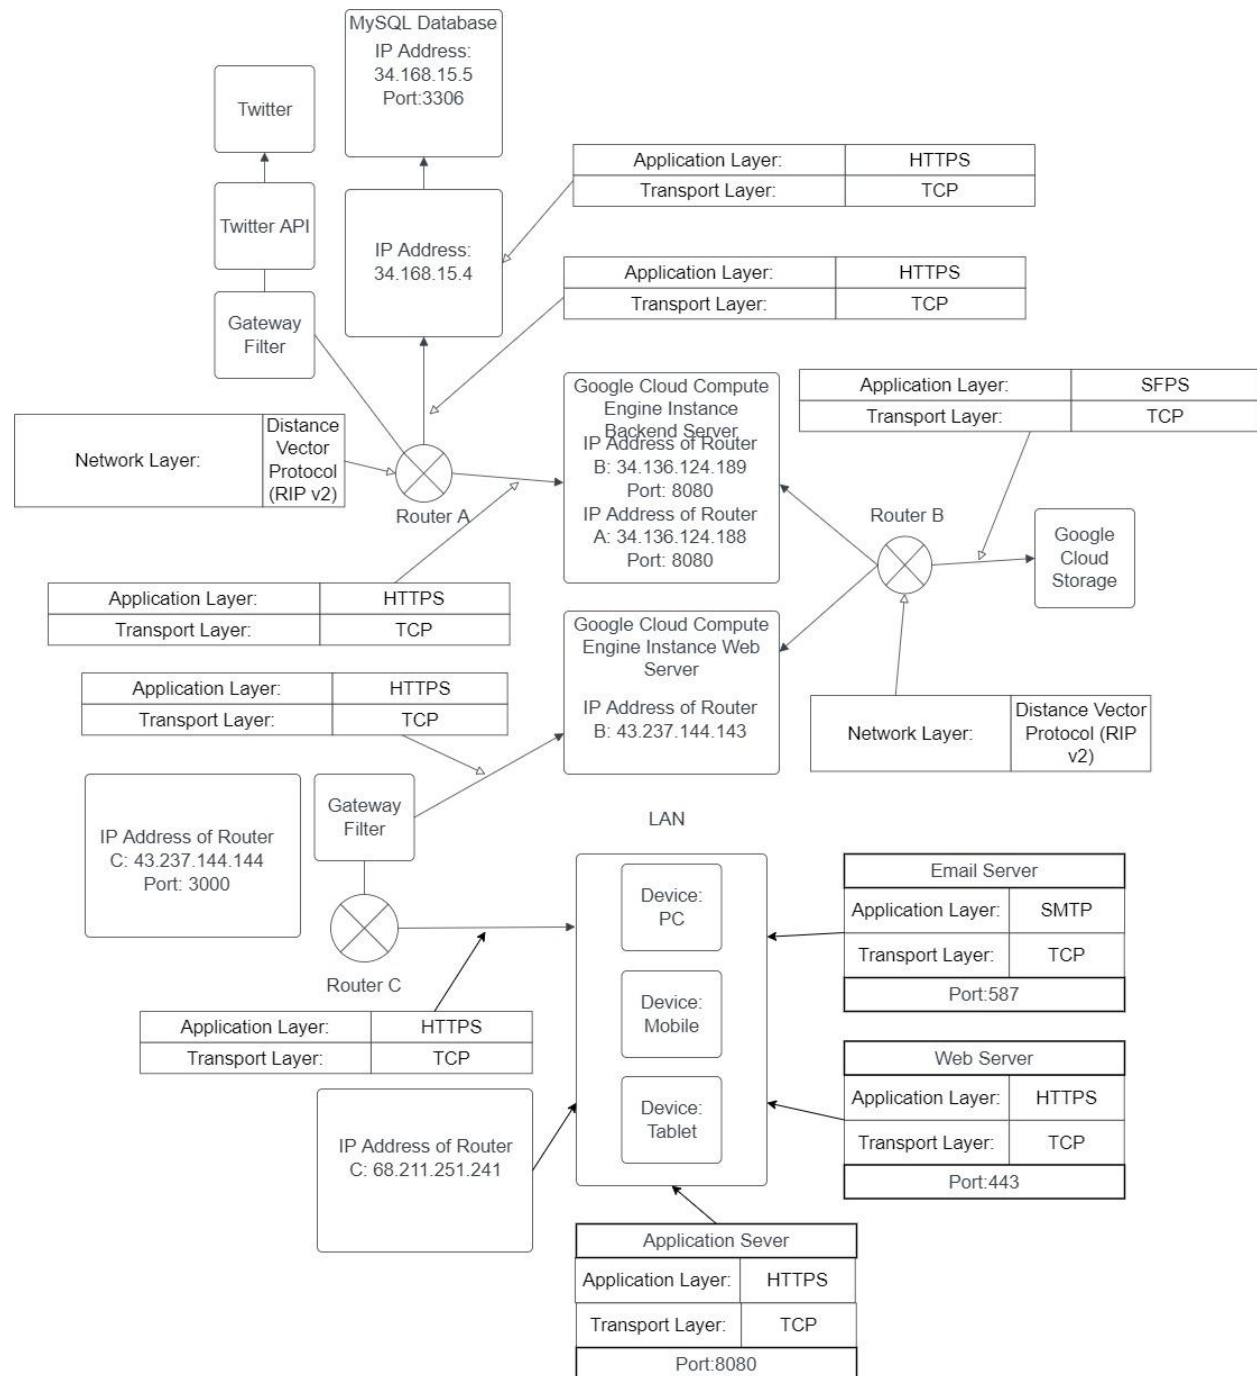 MySQL Database
IP Address:
34.168.15.5
Port:3306
Twitter
Application Layer: HTTPS
Transport Layer: TCP
Twitter API
IP Address:
34.168.15.4
Application Layer: HTTPS
Transport Layer: TCP
Gateway
Filter
Google Cloud Compute
Engine Instance
Backend Server
IP Address of Router
B: 34.136.124.189
Port: 8080
IP Address of Router
A: 34.136.124.188
Port: 8080
Application Layer: SFPS
Transport Layer: TCP
Network Layer:
Distance
Vector
Protocol
(RIP v2)
Router A
Router B
Google
Cloud
Storage
Application Layer: HTTPS
Transport Layer: TCP
Google Cloud Compute
Engine Instance Web
Server
IP Address of Router
B: 43.237.144.143
Application Layer: HTTPS
Transport Layer: TCP
Network Layer:
Distance Vector
Protocol (RIP
v2)
IP Address of Router
C: 43.237.144.144
Port: 3000
Gateway
Filter
LAN
Device:
PC
Email Server
Application Layer: SMTP
Transport Layer: TCP
Port:587
Router C
Device:
Mobile
Application Layer: HTTPS
Transport Layer: TCP
Web Server
Application Layer: HTTPS
Transport Layer: TCP
Port:443
Device:
Tablet
IP Address of Router
C: 68.211.251.241
Application Sever
Application Layer: HTTPS
Transport Layer: TCP
Port:8080